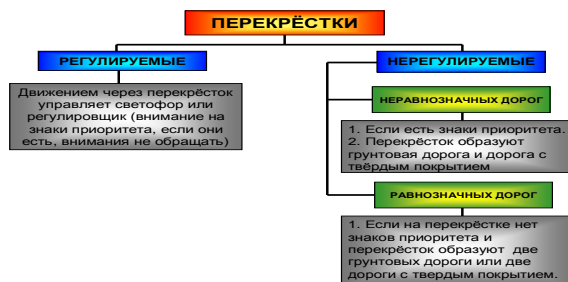 ПЕРЕКРЁСТКИ
РЕГУЛИРУЕМЫЕ
Движением через перекрёсток
управляет светофор или
регулировщик (внимание на
знаки приоритета, если они
есть, внимания не обращать)
НЕРЕГУЛИРУЕМЫЕ
НЕРАВНОЗНАЧНЫХ ДОРОГ
1. Если есть знаки приоритета.
2. Перекрёсток образуют
грунтовая дорога и дорога с
твёрдым покрытием
РАВНОЗНАЧНЫХ ДОРОГ
1. Если на перекрёстке нет
знаков приоритета и
перекрёсток образуют две
грунтовых дороги или две
дороги с твердым покрытием.